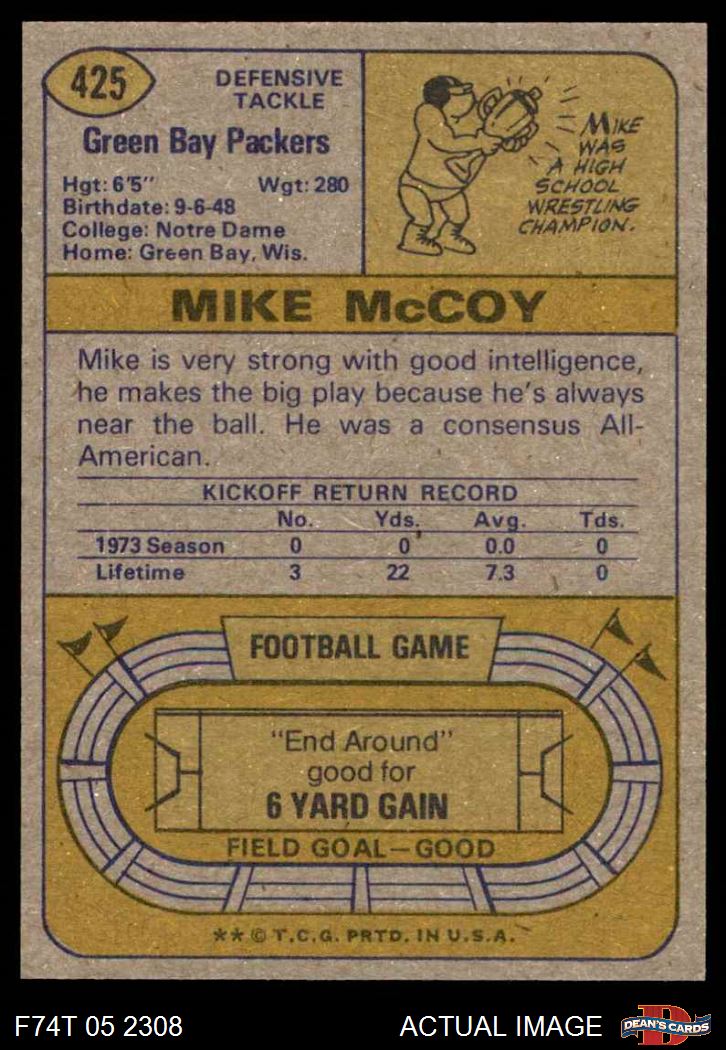 425
DEFENSIVE
TACKLE
Green Bay Packers
Hgt: 6'5" Wgt: 280
Birthdate: 9-6-48
College: Notre Dame
Home: Green Bay, Wis.
MIKE
WAS
A HIGH
SCHOOL
WRESTLING
CHAMPION.
MIKE McCOY
Mike is very strong with good intelligence,
he makes the big play because he's always
near the ball. He was a consensus All-
American.
KICKOFF RETURN RECORD
No. Yds. Avg. Tds.
1973 Season 0 0 0.0 0
Lifetime 3 22 7.3 0
FOOTBALL GAME
"End Around"
good for
6 YARD GAIN
FIELD GOAL—GOOD
** © T.C.G. PRTD. IN U.S.A.
F74T 05 2308 ACTUAL IMAGE
D
DEAN'S CARDS